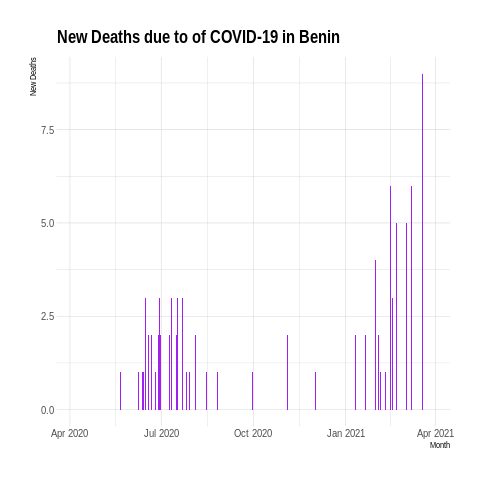 New Deaths due to of COVID-19 in Benin
New Deaths
7.5
5.0
2.5
0.0
Apr 2020 Jul 2020 Oct 2020 Jan 2021 Apr 2021
Month